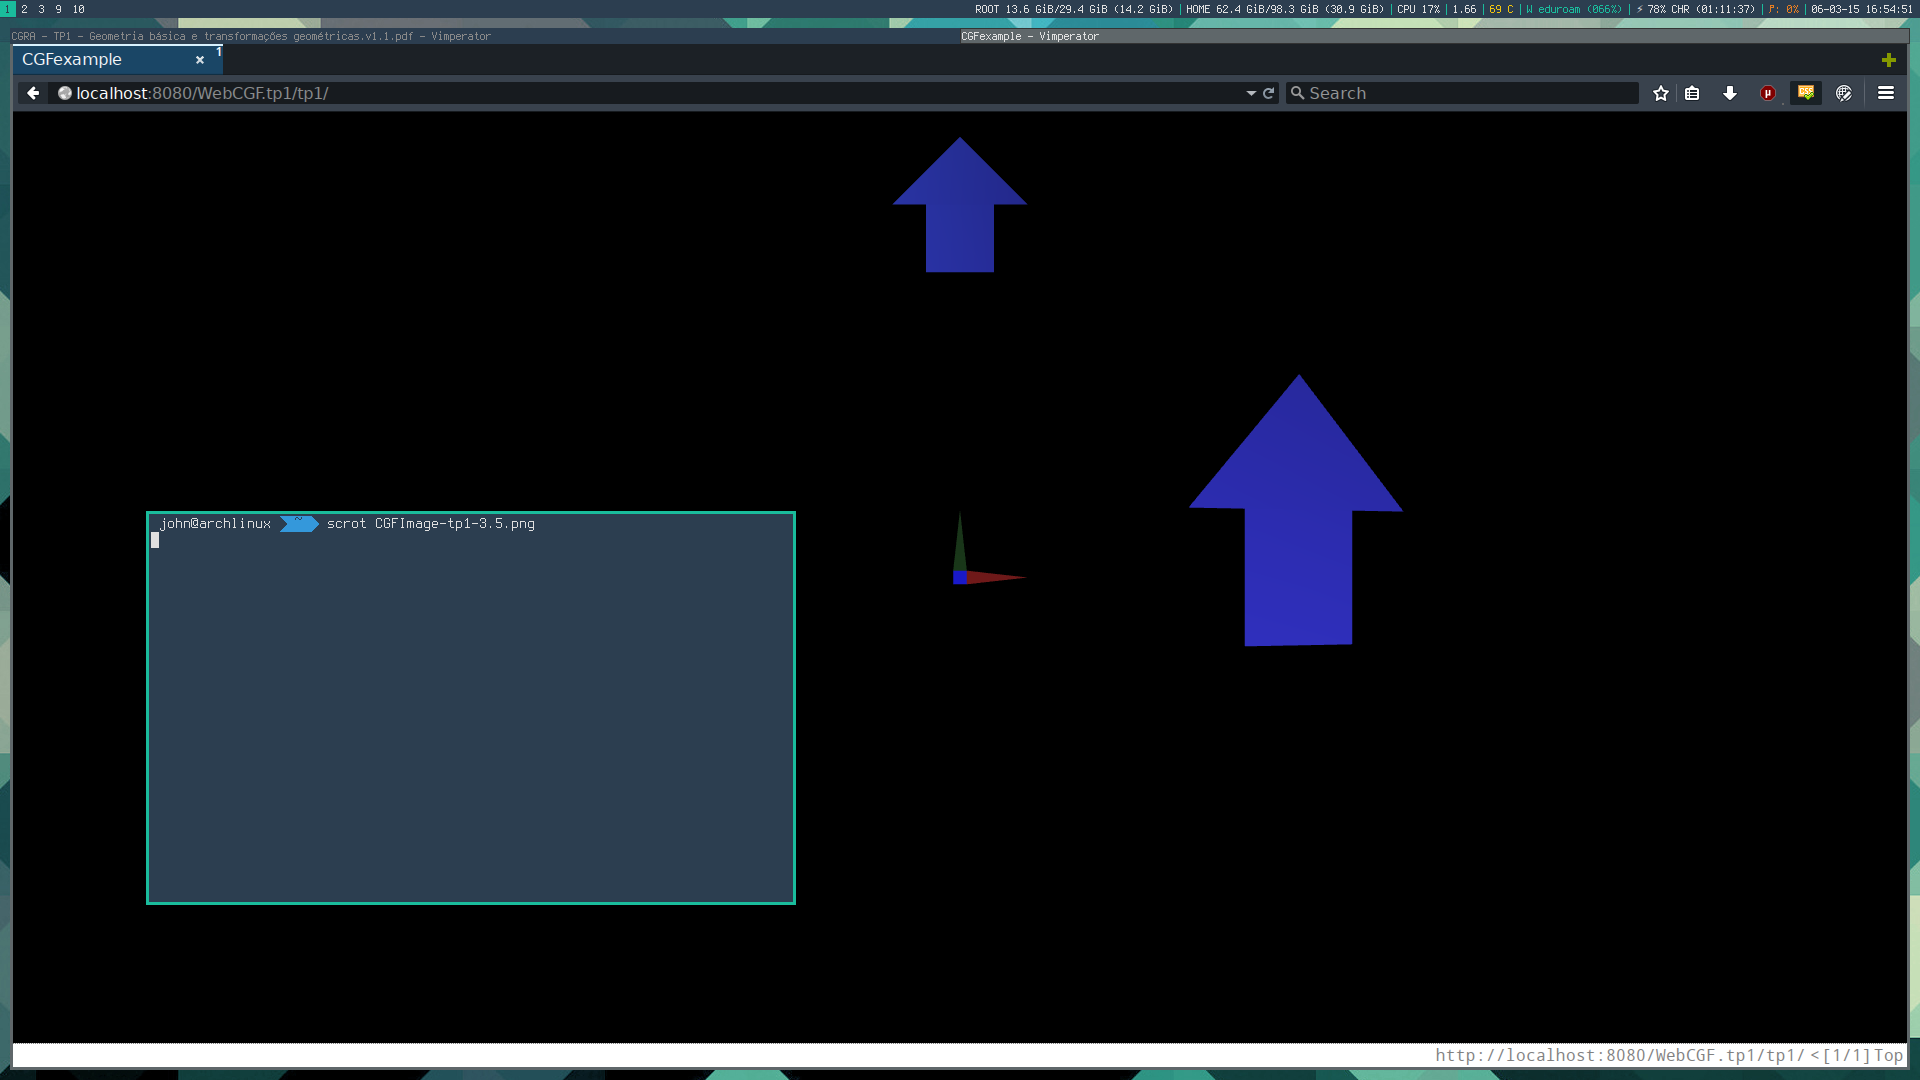 1 2 3 9 10 ROOT 13.6 GiB/29.4 GiB (14.2 GiB) | HOME 62.4 GiB/98.3 GiB (30.9 GiB) | CPU 17% | 1.66 | 69 C | W eduroam (066%) | ⚡ 78% CHR (01:11:37) | P: 0% | 06-03-15 16:54:51
CGRA - TP1 - Geometria básica e transformações geométricas.v1.1.pdf - Vimperator CGFexample - Vimperator
CGFexample × 1
localhost:8080/WebCGF.tp1/tp1/ Search
john@archlinux ~ scrot CGFImage-tp1-3.5.png
http://localhost:8080/WebCGF.tp1/tp1/ <[1/1] Top